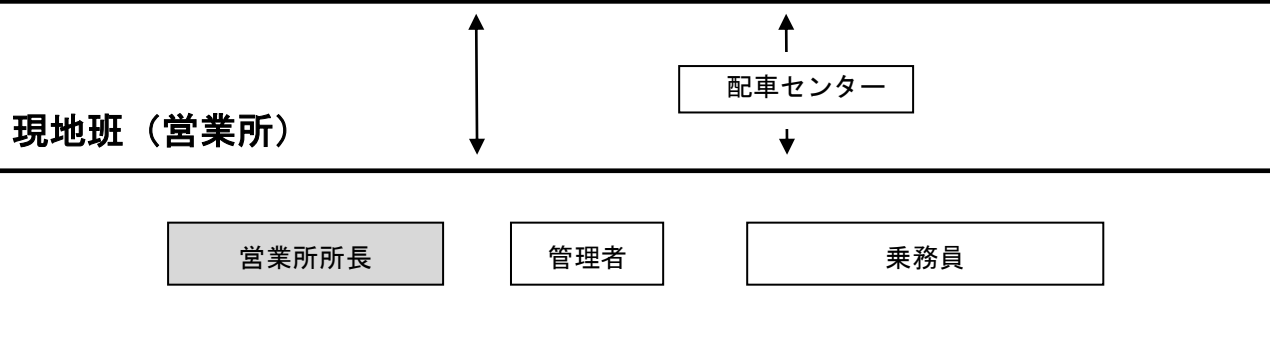 配車センター
現地班（営業所）
営業所所長
管理者
乗務員